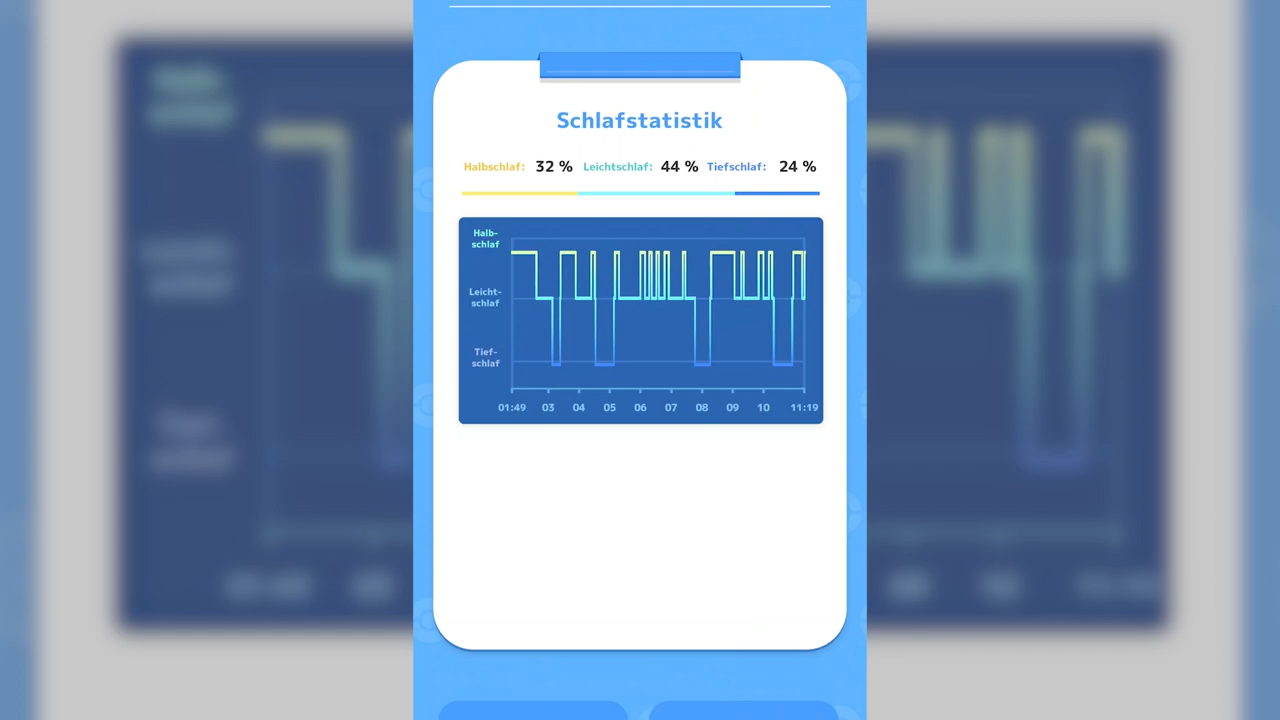 Schlafstatistik
Halbschlaf: 32 % Leichtschlaf: 44 % Tiefschlaf: 24 %
Halb-
schlaf
Leicht-
schlaf
Tief-
schlaf
01:49 03 04 05 06 07 08 09 10 11:19